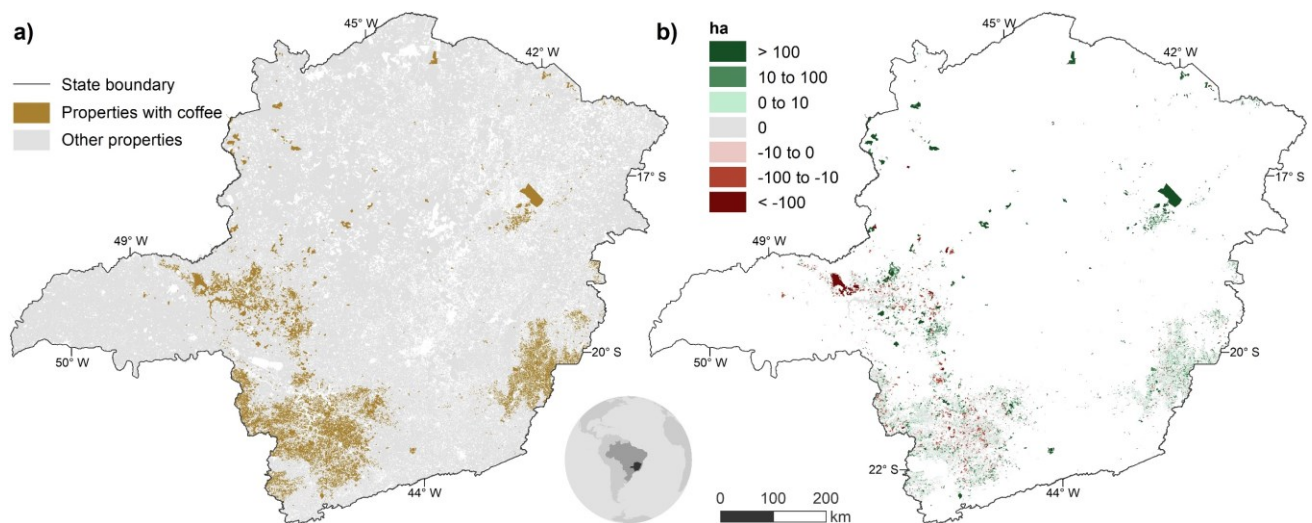 a)
45° W
42° W
State boundary
Properties with coffee
Other properties
17° S
49° W
50° W
20° S
44° W
b)
ha
> 100
10 to 100
0 to 10
0
-10 to 0
-100 to -10
< -100
45° W
42° W
17° S
49° W
50° W
20° S
22° S
44° W
0 100 200
km